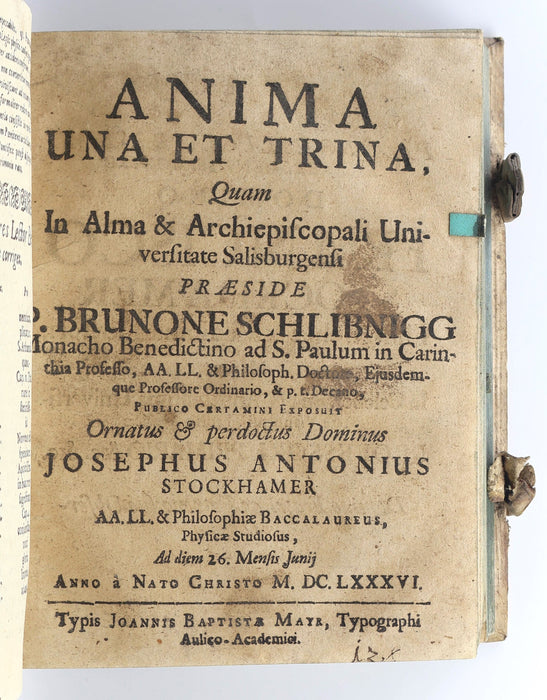 ANIMA
UNA ET TRINA,
Quam
In Alma & Archiepiscopali Uni-
versitate Salisburgensi
PRÆSIDE
P. BRUNONE SCHLIBNIGG
Monacho Benedictino ad S. Paulum in Carin-
thia Professo, AA. LL. & Philosoph. Doctore, Ejusdem-
que Professore Ordinario, & p. t. Decano,
PUBLICO CERTAMINI EXPOSUIT
Ornatus & perdoctus Dominus
JOSEPHUS ANTONIUS
STOCKHAMER
AA. LL. & Philosophiæ BACCALAUREUS,
Physicæ Studiosus,
Ad diem 26. Mensis Junij
ANNO à NATO CHRISTO M. DC. LXXXVI.
Typis JOANNIS BAPTISTÆ MAYR, Typographi
Aulico-Academici.